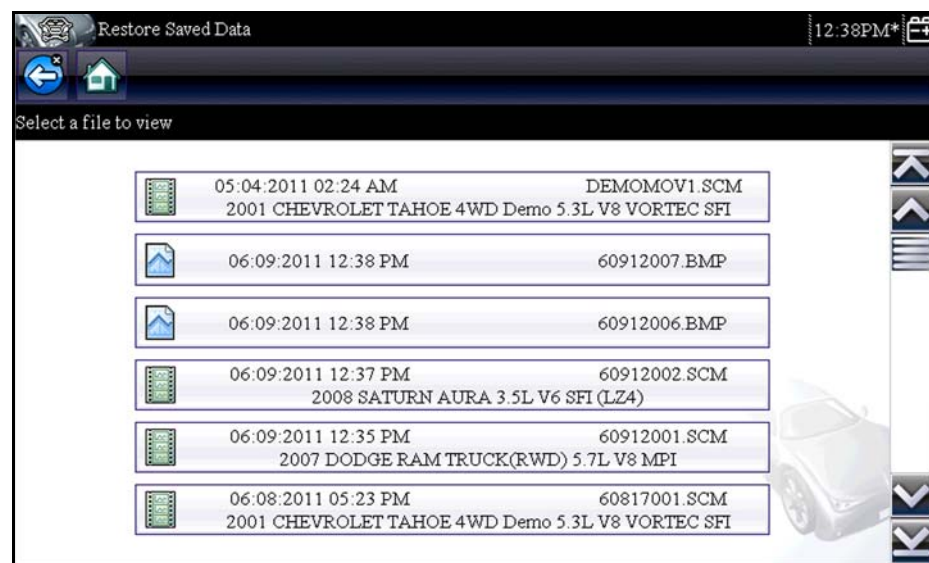 Restore Saved Data
12:38PM*
Select a file to view
05:04:2011 02:24 AM DEMOMOV1.SCM
2001 CHEVROLET TAHOE 4WD Demo 5.3L V8 VORTEC SFI
06:09:2011 12:38 PM 60912007.BMP
06:09:2011 12:38 PM 60912006.BMP
06:09:2011 12:37 PM 60912002.SCM
2008 SATURN AURA 3.5L V6 SFI (LZ4)
06:09:2011 12:35 PM 60912001.SCM
2007 DODGE RAM TRUCK(RWD) 5.7L V8 MPI
06:08:2011 05:23 PM 60817001.SCM
2001 CHEVROLET TAHOE 4WD Demo 5.3L V8 VORTEC SFI